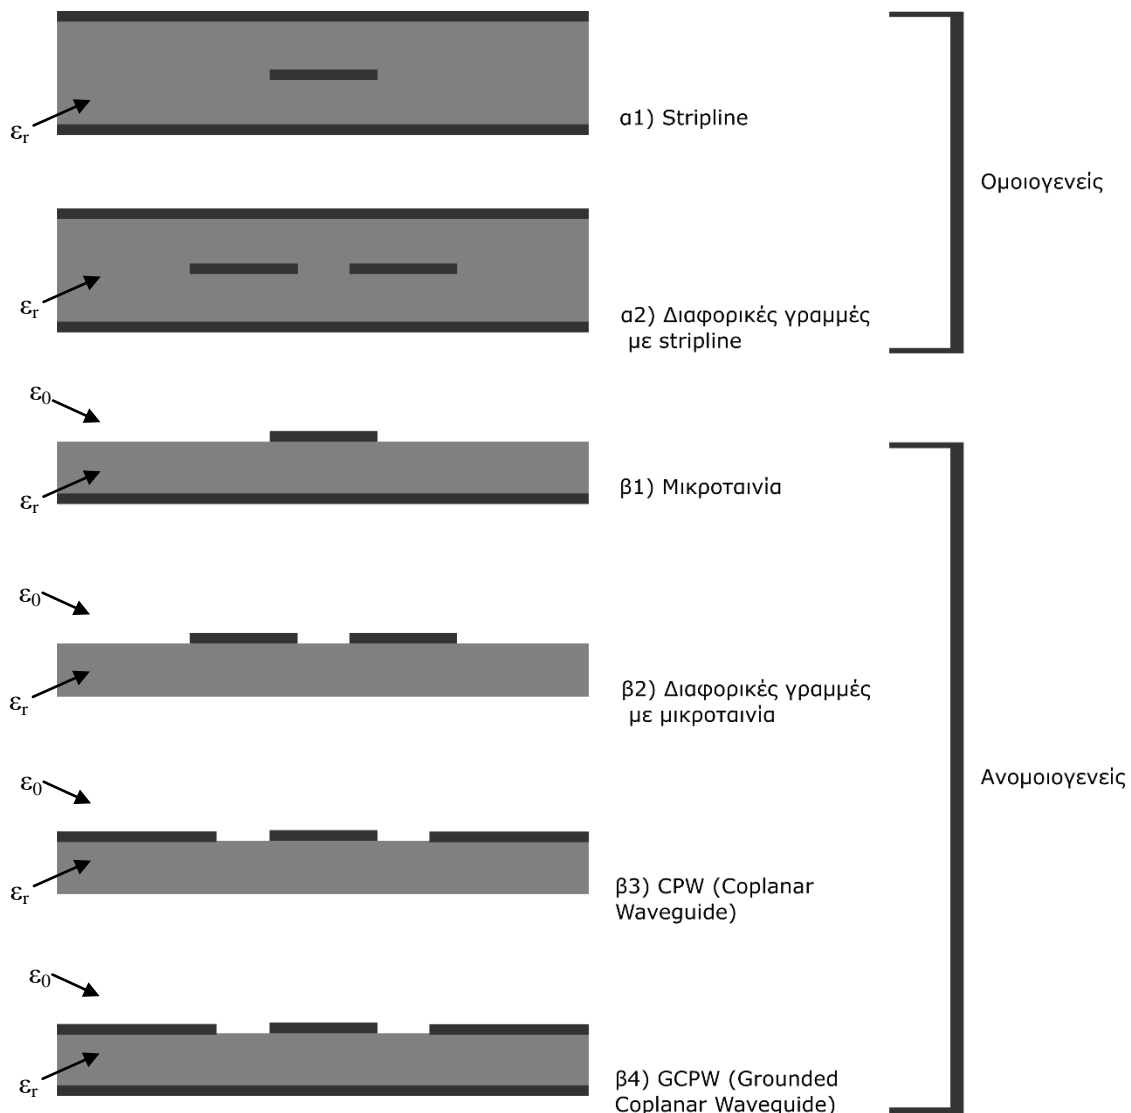 εr
α1) Stripline
Ομοιογενείς
εr
α2) Διαφορικές γραμμές
με stripline
ε0
εr
β1) Μικροταινία
ε0
εr
β2) Διαφορικές γραμμές
με μικροταινία
Ανομοιογενείς
ε0
εr
β3) CPW (Coplanar
Waveguide)
ε0
εr
β4) GCPW (Grounded
Coplanar Waveguide)